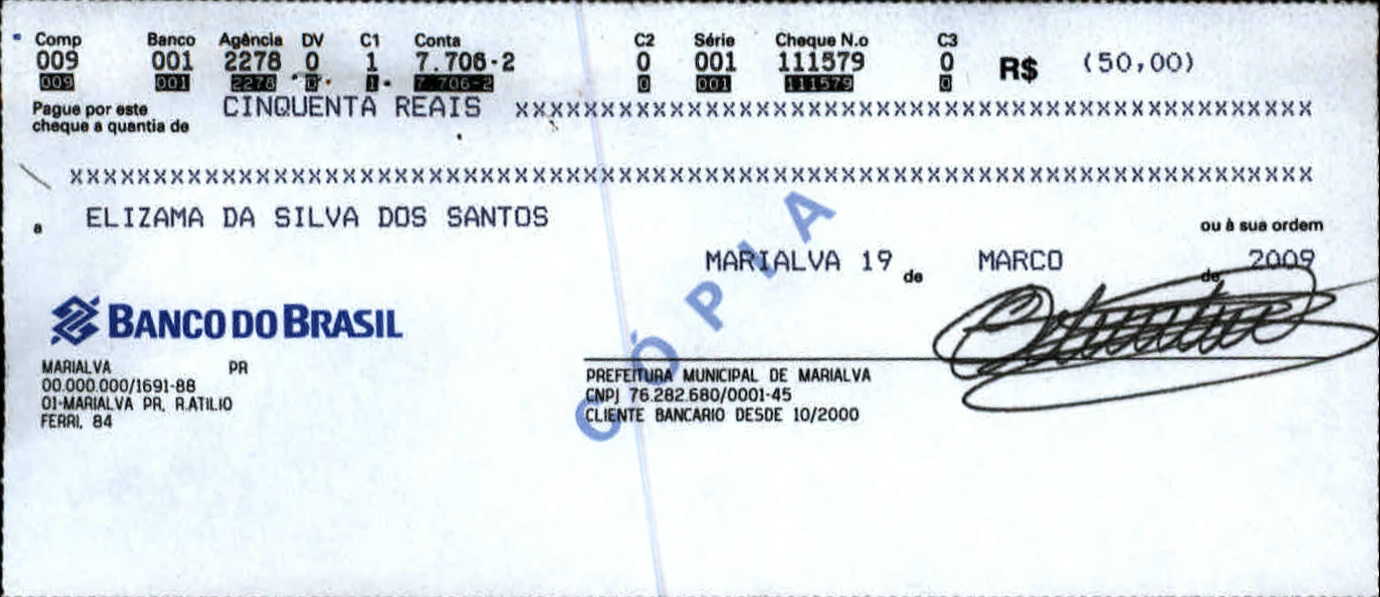 Comp Banco Agência DV C1 Conta C2 Série Cheque N.o C3
009 001 2278 0 1 7.706-2 0 001 111579 0 R$ (50,00)
009 001 2278 0 1 7 706-2 0 001 111579 0
Pague por este CINQUENTA REAIS XXXXXXXXXXXXXXXXXXXXXXXXXXXXXXXXXXXXXXXXXXXXXXX
cheque a quantia de
XXXXXXXXXXXXXXXXXXXXXXXXXXXXXXXXXXXXXXXXXXXXXXXXXXXXXXXXXXXXXXXXXXXXXXXXX
a ELIZAMA DA SILVA DOS SANTOS ou à sua ordem
MARIALVA 19 de MARCO de 2009
CÓPIA
BANCO DO BRASIL
MARIALVA PR
00.000.000/1691-88
01-MARIALVA PR, R.ATILIO
FERRI, 84
PREFEITURA MUNICIPAL DE MARIALVA
CNPJ 76.282.680/0001-45
CLIENTE BANCARIO DESDE 10/2000